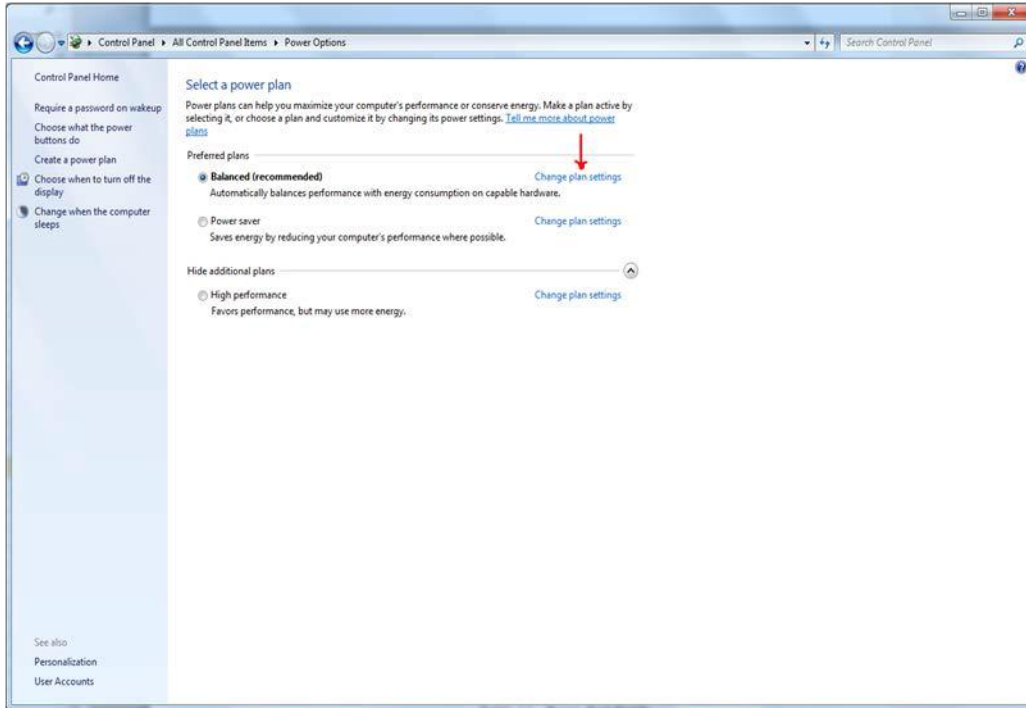 Control Panel ▸ All Control Panel Items ▸ Power Options
Search Control Panel
Control Panel Home
Require a password on wakeup
Choose what the power
buttons do
Create a power plan
Choose when to turn off the
display
Change when the computer
sleeps
See also
Personalization
User Accounts
Select a power plan
Power plans can help you maximize your computer's performance or conserve energy. Make a plan active by
selecting it, or choose a plan and customize it by changing its power settings. Tell me more about power
plans
Preferred plans
Balanced (recommended) Change plan settings
Automatically balances performance with energy consumption on capable hardware.
Power saver Change plan settings
Saves energy by reducing your computer's performance where possible.
Hide additional plans
High performance Change plan settings
Favors performance, but may use more energy.